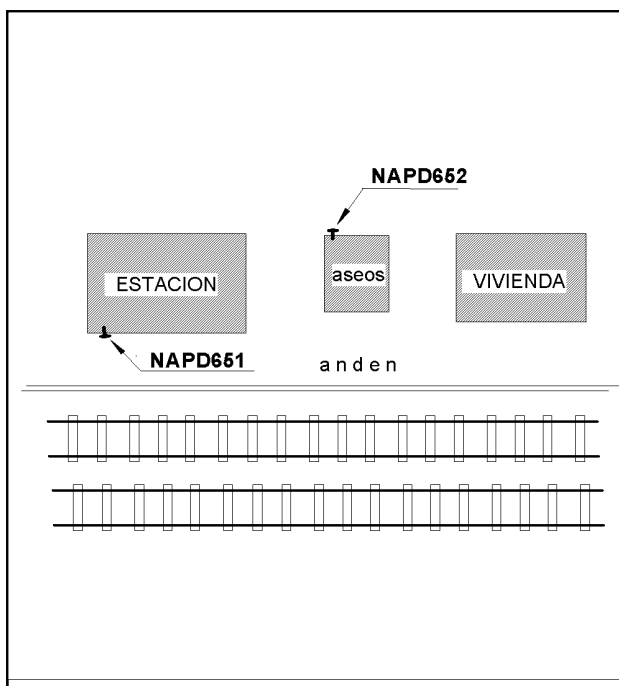 NAPD652
ESTACION
aseos
VIVIENDA
NAPD651
anden